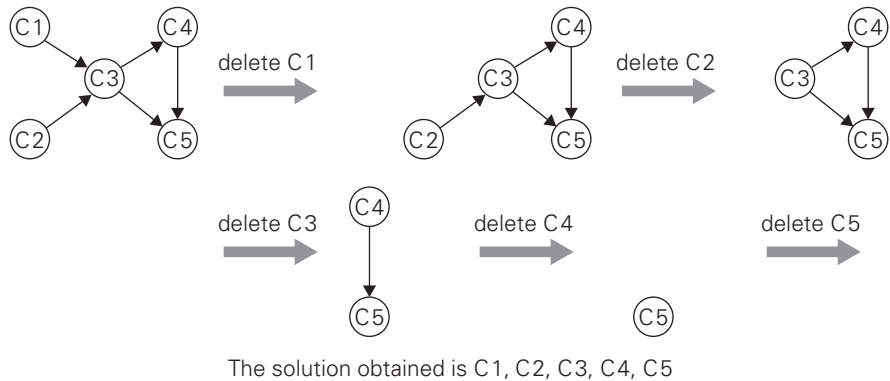 C1 C4 C4 C4
delete C1 delete C2
C3 C3 C3
C2 C5 C2 C5 C5
delete C3 C4 delete C4 delete C5
C5 C5
The solution obtained is C1, C2, C3, C4, C5